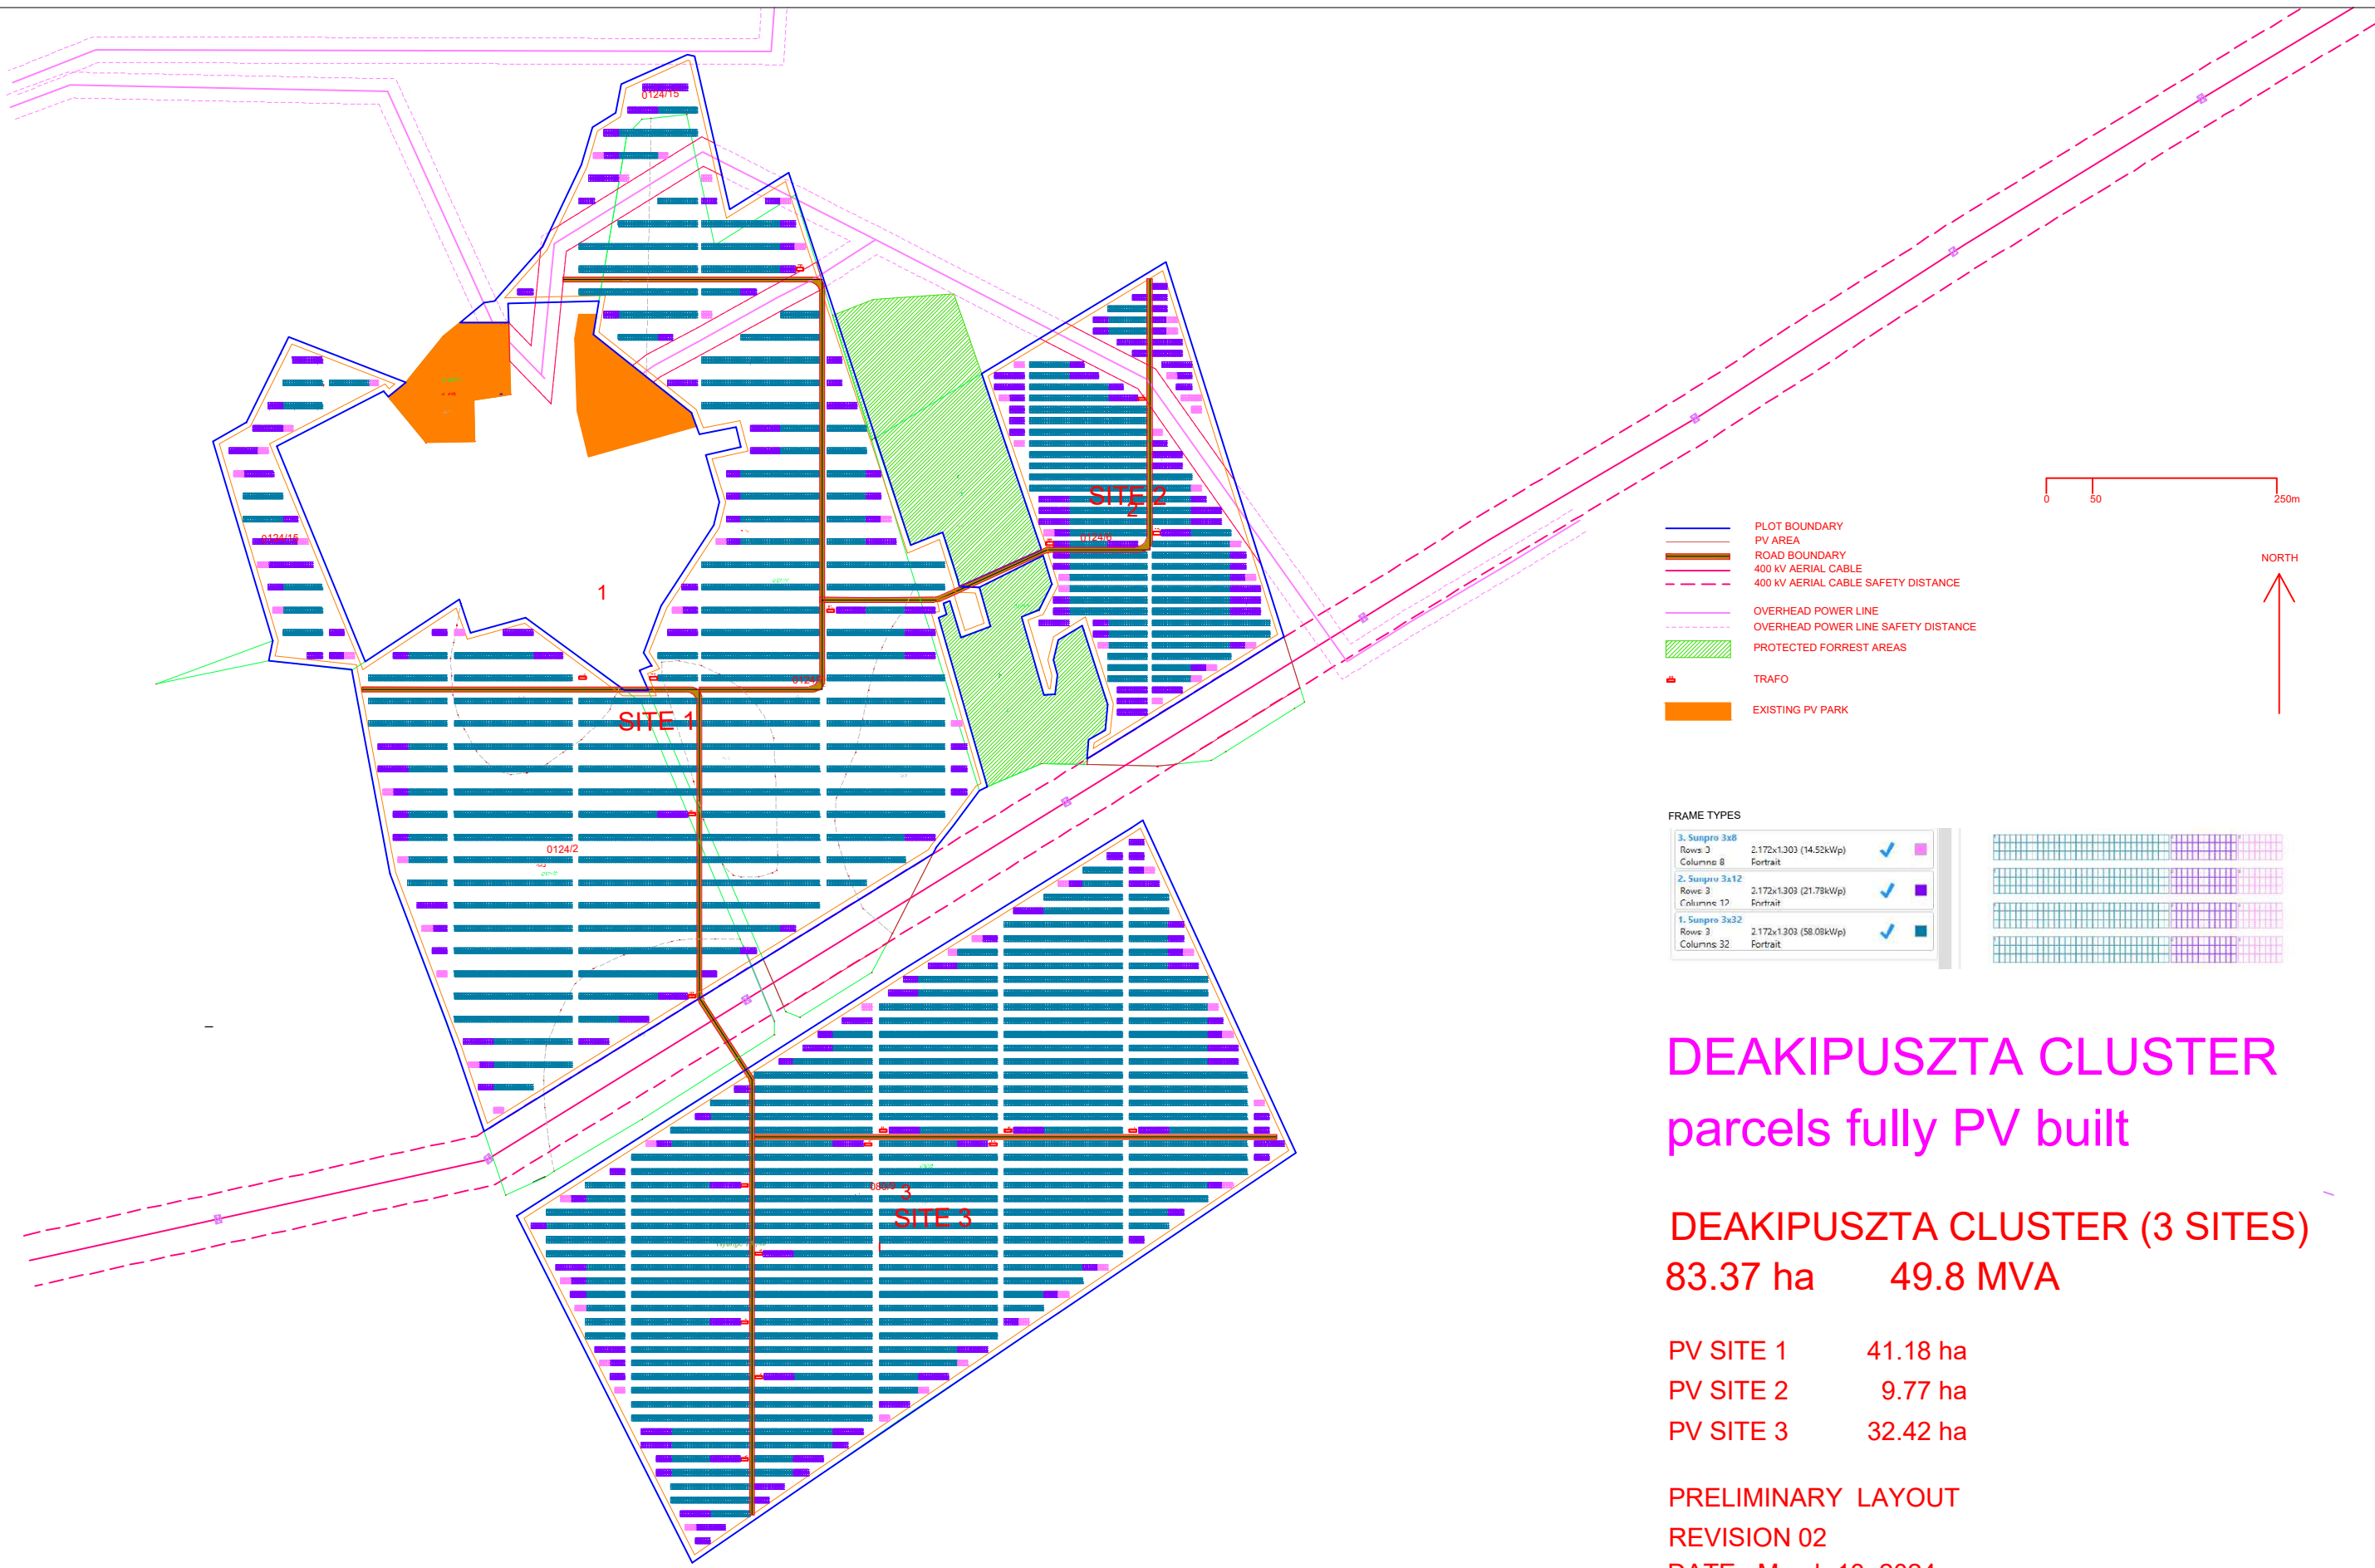 0124/15
0124/15
1
SITE 1
0124/2
SITE 2
2
0124/6
3
SITE 3
0 50 250m
NORTH
PLOT BOUNDARY
PV AREA
ROAD BOUNDARY
400 kV AERIAL CABLE
400 kV AERIAL CABLE SAFETY DISTANCE
OVERHEAD POWER LINE
OVERHEAD POWER LINE SAFETY DISTANCE
PROTECTED FORREST AREAS
TRAFO
EXISTING PV PARK
FRAME TYPES
3. Sunpro 3x8
Rows: 3 2.172x1.303 (14.52kWp)
Columns: 8 Portrait
2. Sunpro 3x12
Rows: 3 2.172x1.303 (21.78kWp)
Columns: 12 Portrait
1. Sunpro 3x32
Rows: 3 2.172x1.303 (58.08kWp)
Columns: 32 Portrait
DEAKIPUSZTA CLUSTER
parcels fully PV built
DEAKIPUSZTA CLUSTER (3 SITES)
83.37 ha 49.8 MVA
PV SITE 1 41.18 ha
PV SITE 2 9.77 ha
PV SITE 3 32.42 ha
PRELIMINARY LAYOUT
REVISION 02